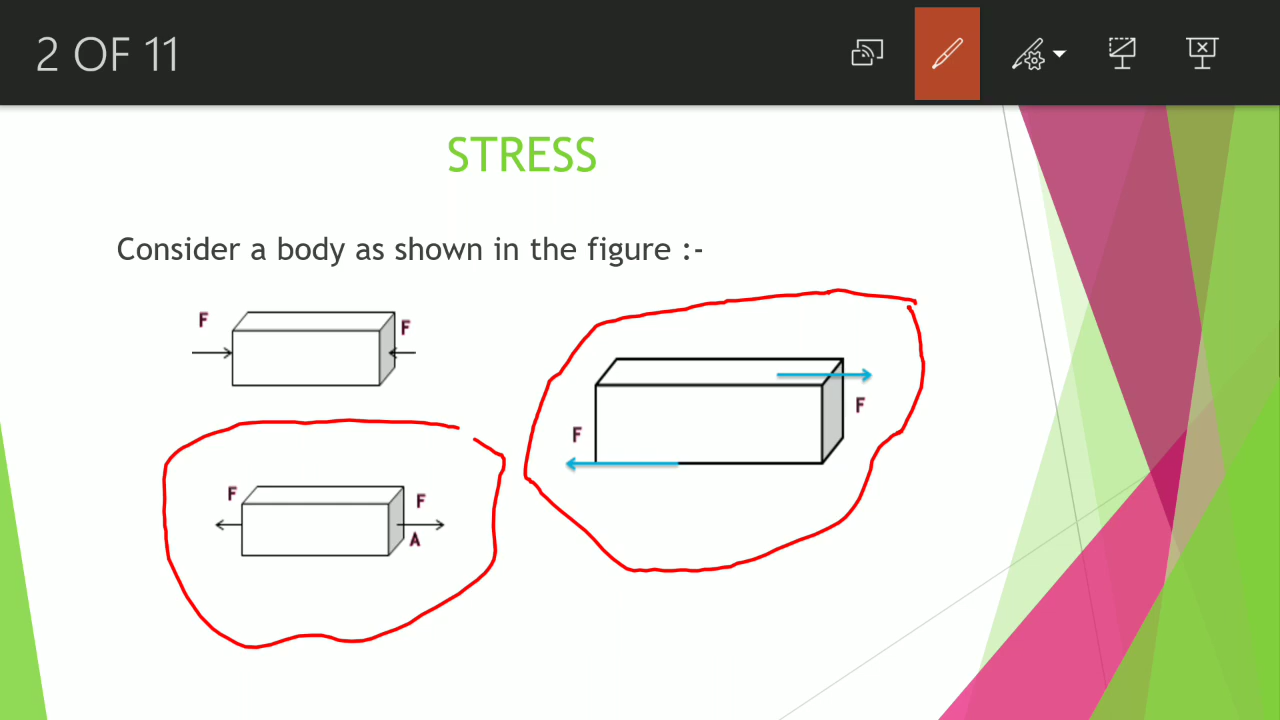 2 OF 11
STRESS
Consider a body as shown in the figure :-
F
F
F
F
A
F
F